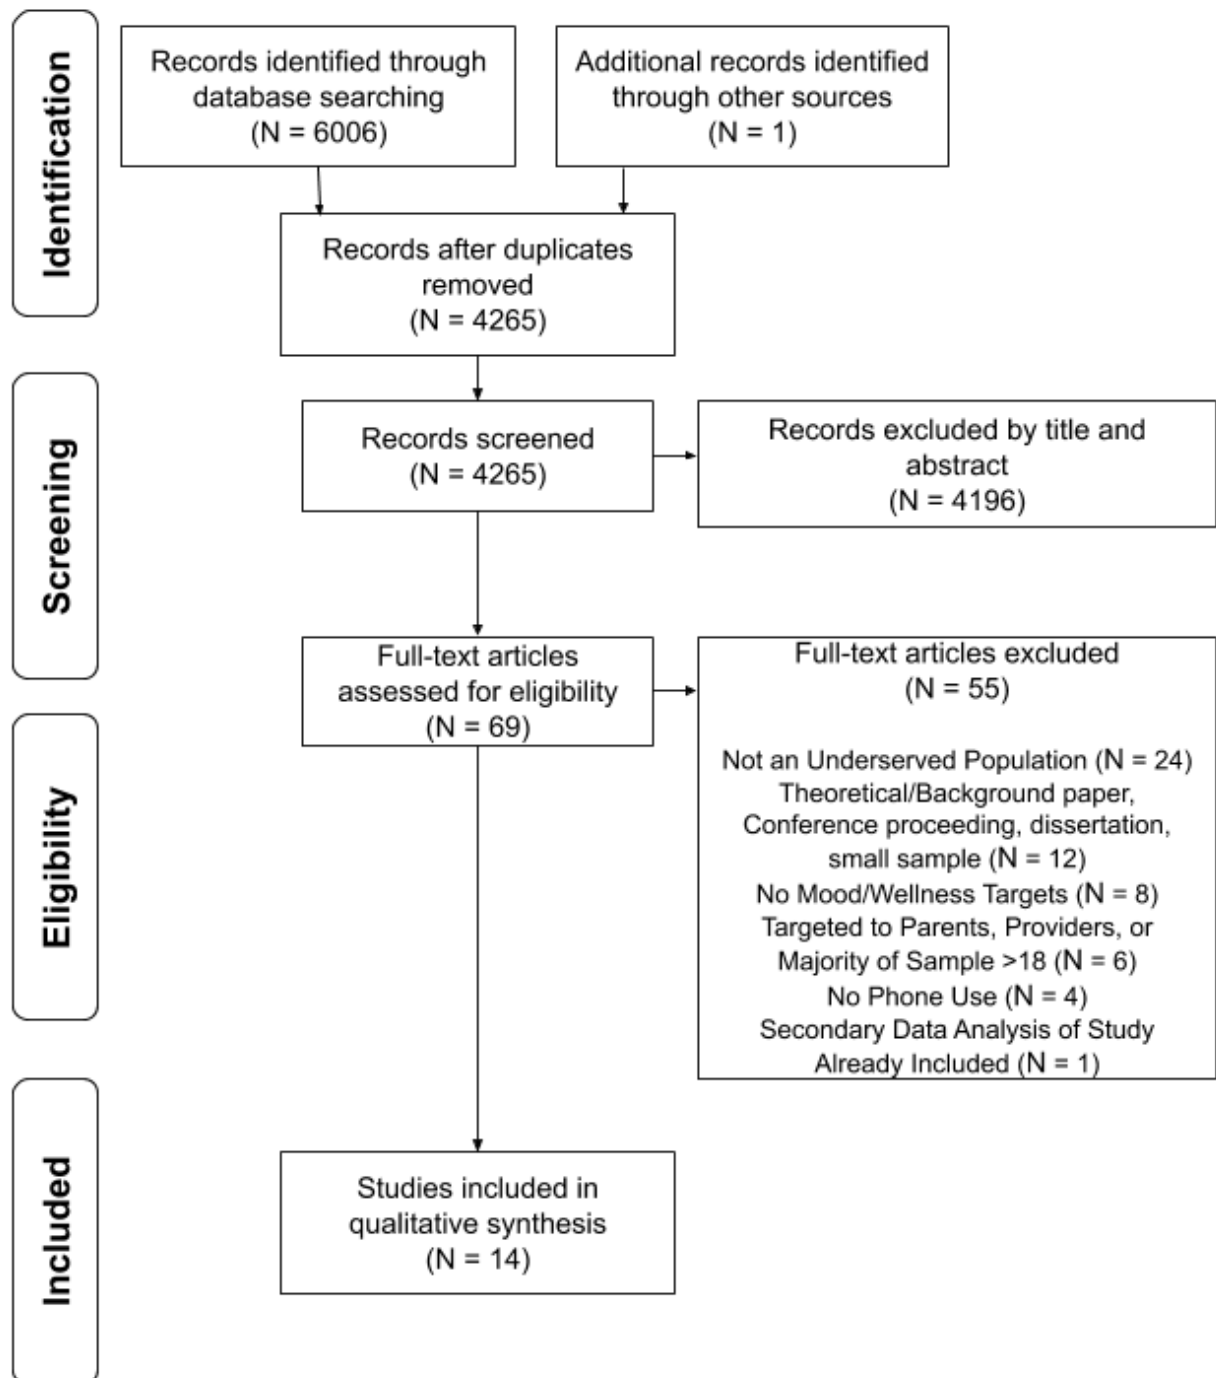 Identification
Records identified through
database searching
(N = 6006)
Additional records identified
through other sources
(N = 1)
Records after duplicates
removed
(N = 4265)
Screening
Records screened
(N = 4265)
Records excluded by title and
abstract
(N = 4196)
Full-text articles
assessed for eligibility
(N = 69)
Full-text articles excluded
(N = 55)
Not an Underserved Population (N = 24)
Theoretical/Background paper,
Conference proceeding, dissertation,
small sample (N = 12)
No Mood/Wellness Targets (N = 8)
Targeted to Parents, Providers, or
Majority of Sample >18 (N = 6)
No Phone Use (N = 4)
Secondary Data Analysis of Study
Already Included (N = 1)
Eligibility
Included
Studies included in
qualitative synthesis
(N = 14)